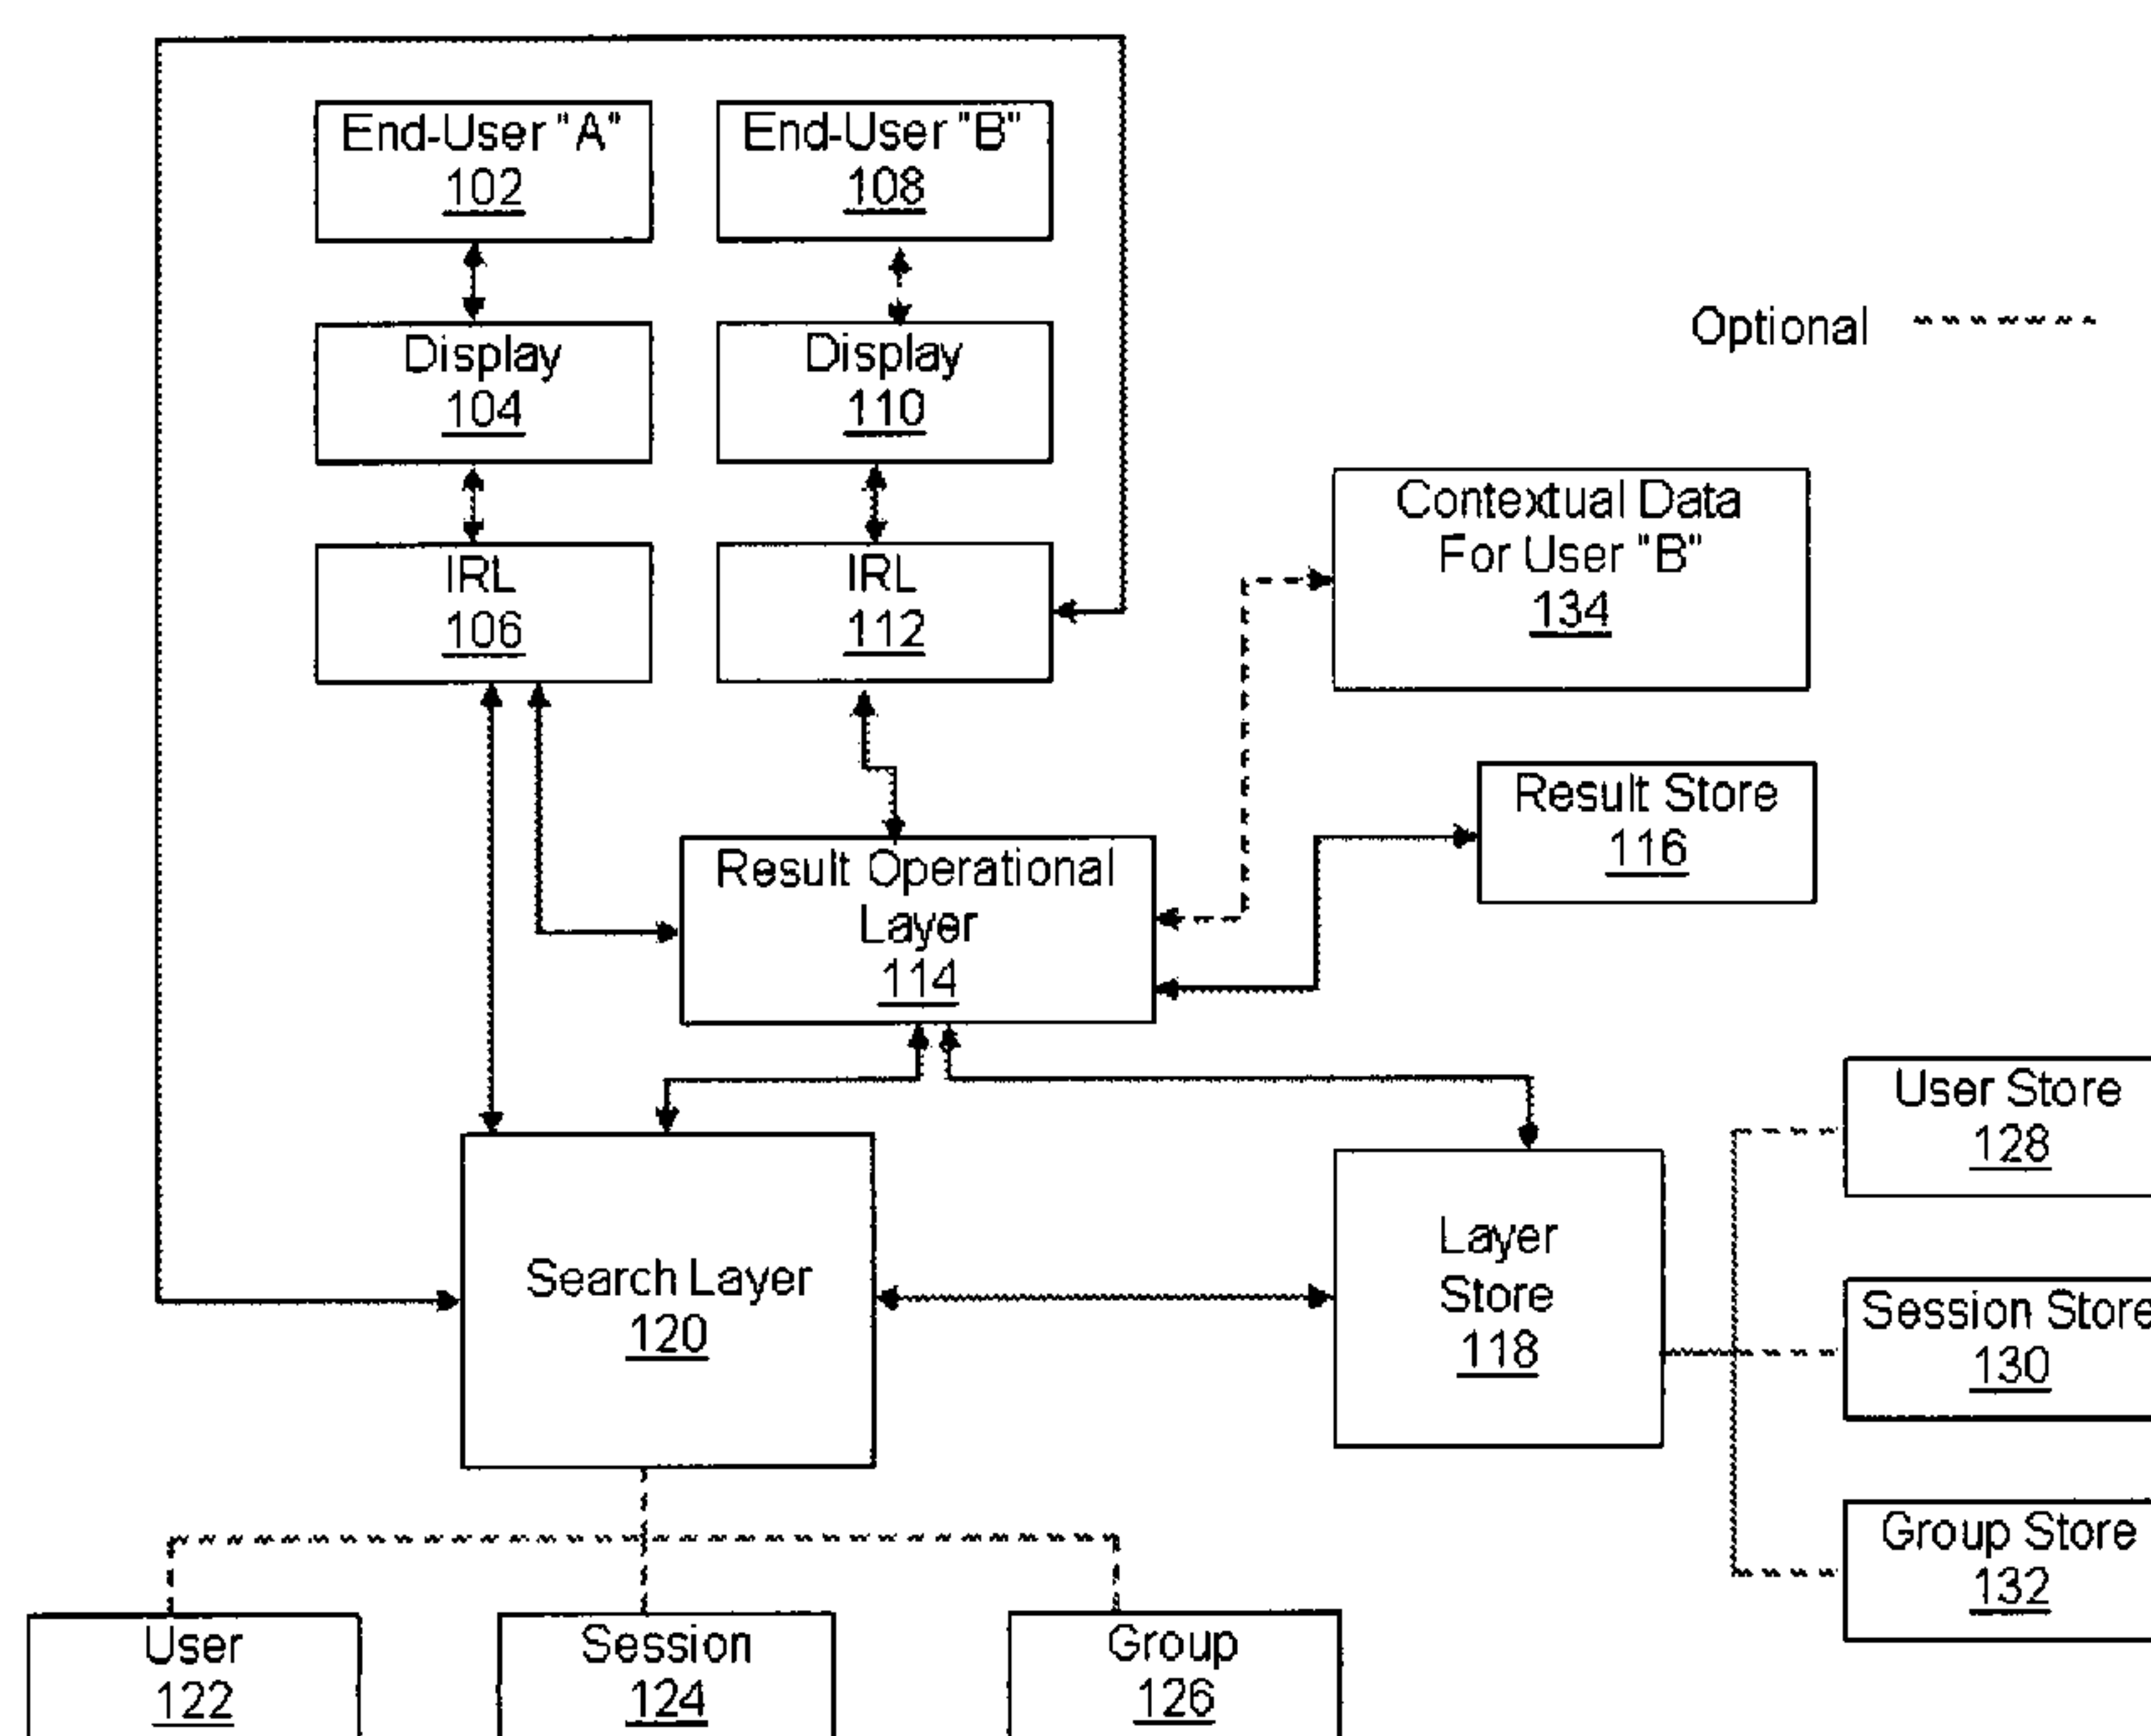 End-User "A"
102
End-User "B"
108
Display
104
Display
110
Optional
IRL
106
IRL
112
Contextual Data
For User "B"
134
Result Store
116
Result Operational
Layer
114
User Store
128
Search Layer
120
Layer
Store
118
Session Store
130
Group Store
132
User
122
Session
124
Group
126